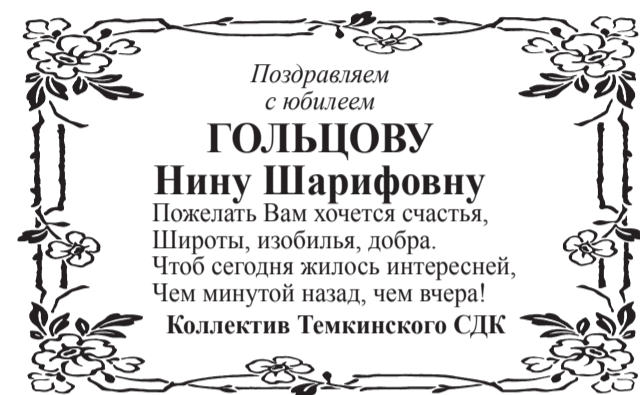 Поздравляем
с юбилеем
ГОЛЬЦОВУ
Нину Шарифовну
Пожелать Вам хочется счастья,
Широты, изобилья, добра.
Чтоб сегодня жилось интересней,
Чем минутой назад, чем вчера!
Коллектив Темкинского СДК